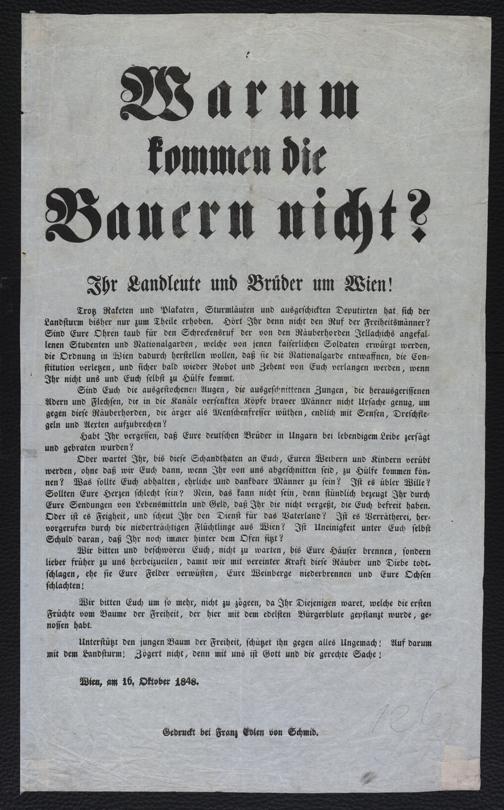 Warum
kommen die
Bauern nicht?
Ihr Landleute und Brüder um Wien!
Trotz Raketen und Plakaten, Sturmläuten und ausgeschickten Deputirten hat sich der
Landsturm bisher nur zum Theile erhoben. Hört Ihr denn nicht den Ruf der Freiheitsmänner?
Sind Eure Ohren taub für den Schreckensruf der von den Räuberhorden Jellachichs angefal-
lenen Studenten und Nationalgarden, welche von jenen kaiserlichen Soldaten erwürgt werden,
die Ordnung in Wien dadurch herstellen wollen, daß sie die Nationalgarde entwaffnen, die Con-
stitution verletzen, und sicher bald wieder Robot und Zehent von Euch verlangen werden, wenn
Ihr nicht uns und Euch selbst zu Hülfe kommt.
Sind Euch die ausgestochenen Augen, die ausgeschnittenen Zungen, die herausgerissenen
Adern und Flechsen, die in die Kanäle versenkten Köpfe braver Männer nicht Ursache genug, um
gegen diese Räuberhorden, die ärger als Menschenfresser wüthen, endlich mit Sensen, Dreschfle-
geln und Aexten aufzubrechen?
Habt Ihr vergessen, daß Eure deutschen Brüder in Ungarn bei lebendigem Leibe zersägt
und gebraten wurden?
Oder wartet Ihr, bis diese Schandthaten an Euch, Euren Weibern und Kindern verübt
werden, ohne daß wir Euch dann, wenn Ihr von uns abgeschnitten seid, zu Hülfe kommen kön-
nen? Was sollte Euch abhalten, ehrliche und dankbare Männer zu sein? Ist es übler Wille?
Sollten Eure Herzen schlecht sein? Nein, das kann nicht sein, denn stündlich bezeugt Ihr durch
Eure Sendungen von Lebensmitteln und Geld, daß Ihr die nicht vergeßt, die Euch befreit haben.
Oder ist es Feigheit, und scheut Ihr den Dienst für das Vaterland? Ist es Verrätherei, her-
vorgerufen durch die niederträchtigen Flüchtlinge aus Wien? Ist Uneinigkeit unter Euch selbst
Schuld daran, daß Ihr noch immer hinter dem Ofen sitzt?
Wir bitten und beschwören Euch, nicht zu warten, bis Eure Häuser brennen, sondern
lieber früher zu uns herbeizueilen, damit wir mit vereinter Kraft diese Räuber und Diebe todt-
schlagen, ehe sie Eure Felder verwüsten, Eure Weinberge niederbrennen und Eure Ochsen
schlachten!
Wir bitten Euch um so mehr, nicht zu zögern, da Ihr Diejenigen waret, welche die ersten
Früchte vom Baume der Freiheit, der hier mit dem edelsten Bürgerblute gepflanzt wurde, ge-
nossen habt.
Unterstützt den jungen Baum der Freiheit, schützet ihn gegen alles Ungemach! Auf darum
mit dem Landsturm! Zögert nicht, denn mit uns ist Gott und die gerechte Sache!
Wien, am 16. Oktober 1848.
Gedruckt bei Franz Edlen von Schmid.